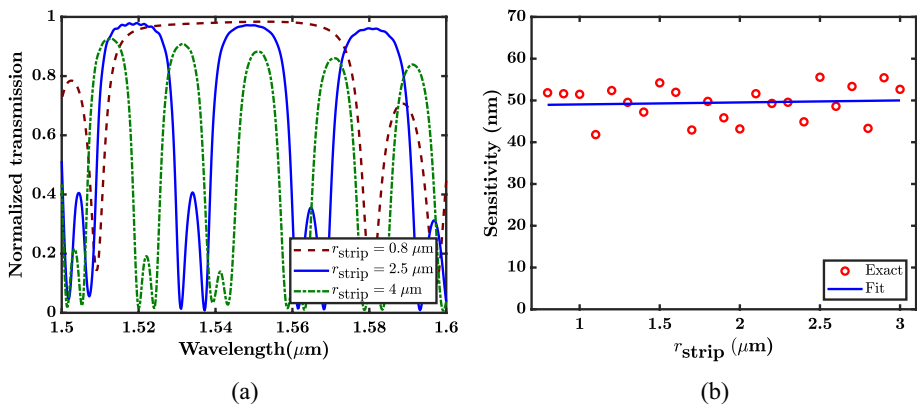 (a)
1
0.8
0.6
0.4
0.2
0
Normalized transmission
1.5
1.52
1.54
1.56
1.58
1.6
Wavelength(μm)
r_strip = 0.8 μm
r_strip = 2.5 μm
r_strip = 4 μm
(a)
(b)
70
60
50
40
30
20
10
0
Sensitivity (nm)
1
1.5
2
2.5
3
r_strip (μm)
Exact
Fit
(b)